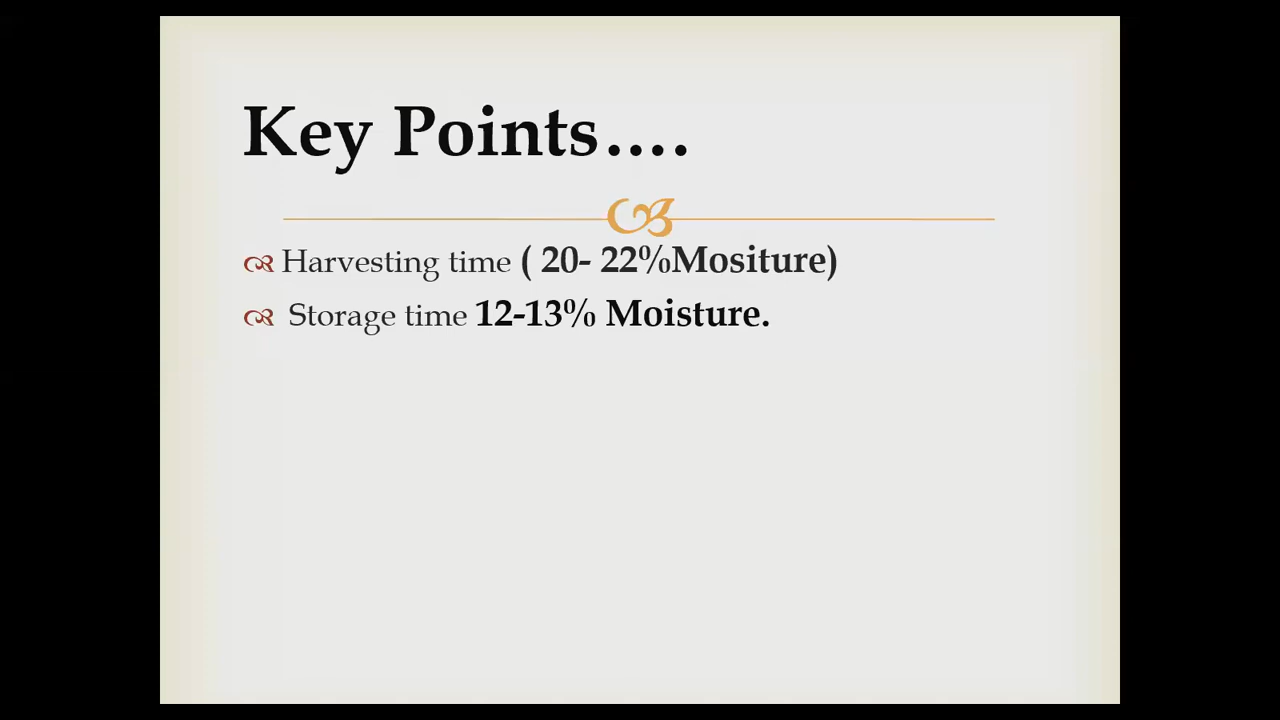 Key Points....
Harvesting time ( 20- 22%Mositure)
Storage time 12-13% Moisture.